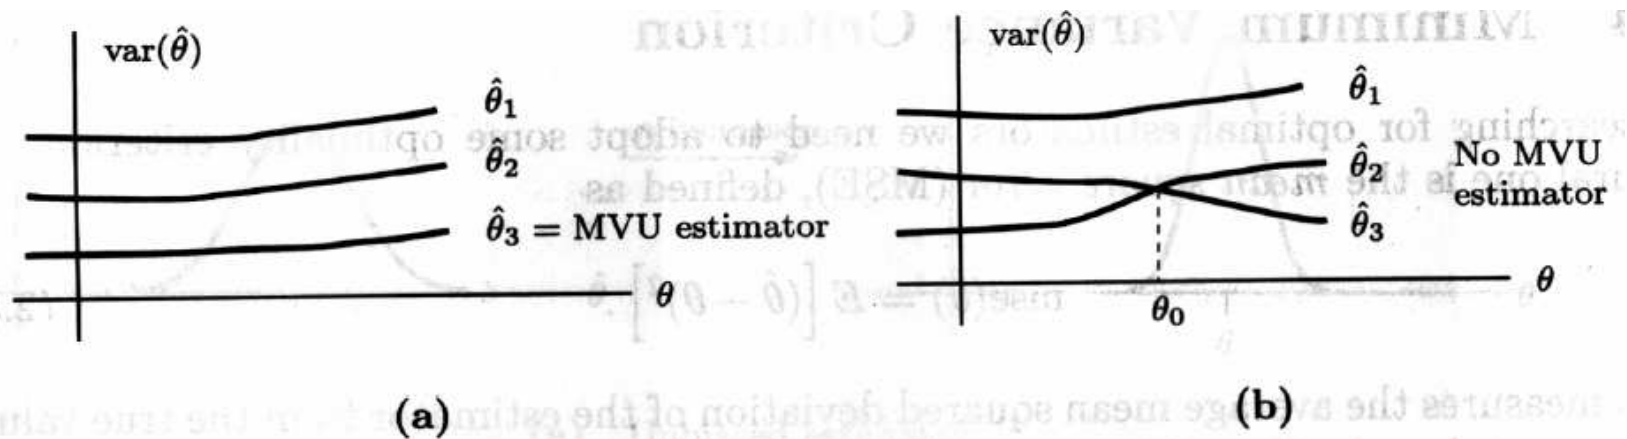 var(θ̂)
θ̂₁
θ̂₂
θ̂₃ = MVU estimator
θ
(a)
var(θ̂)
θ̂₁
θ̂₂
No MVU
estimator
θ̂₃
θ
θ₀
(b)